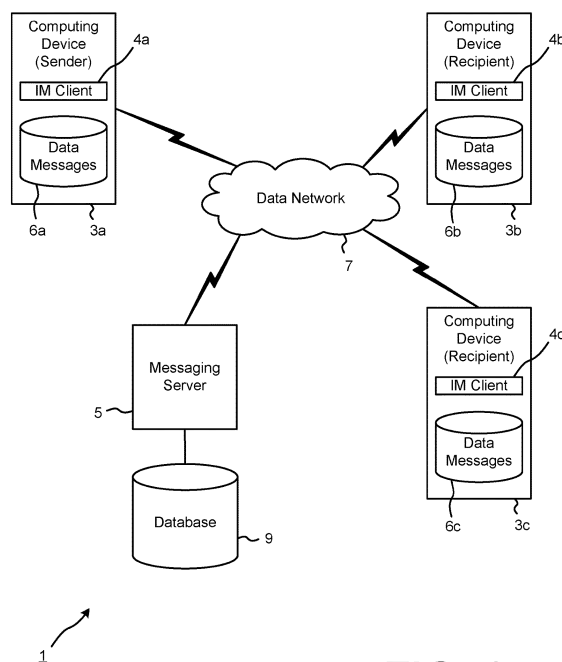 Computing
Device
(Sender)
4a
IM Client
Data
Messages
6a
3a
Computing
Device
(Recipient)
4b
IM Client
Data
Messages
6b
3b
Data Network
7
Computing
Device
(Recipient)
IM Client
Data
Messages
6c
3c
Messaging
Server
5
Database
9
1